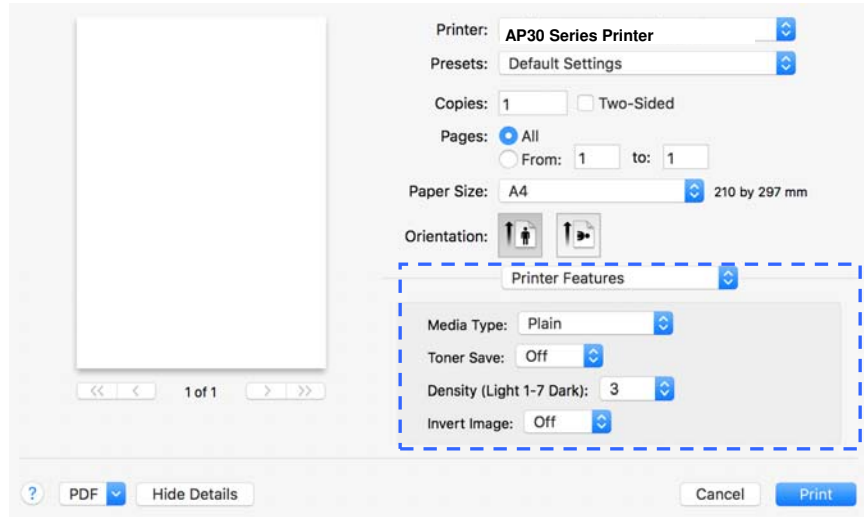 Printer: AP30 Series Printer
Presets: Default Settings
Copies: 1 Two-Sided
Pages: All
From: 1 to: 1
Paper Size: A4 210 by 297 mm
Orientation:
Printer Features
Media Type: Plain
Toner Save: Off
1 of 1
Density (Light 1-7 Dark): 3
Invert Image: Off
? PDF Hide Details Cancel Print